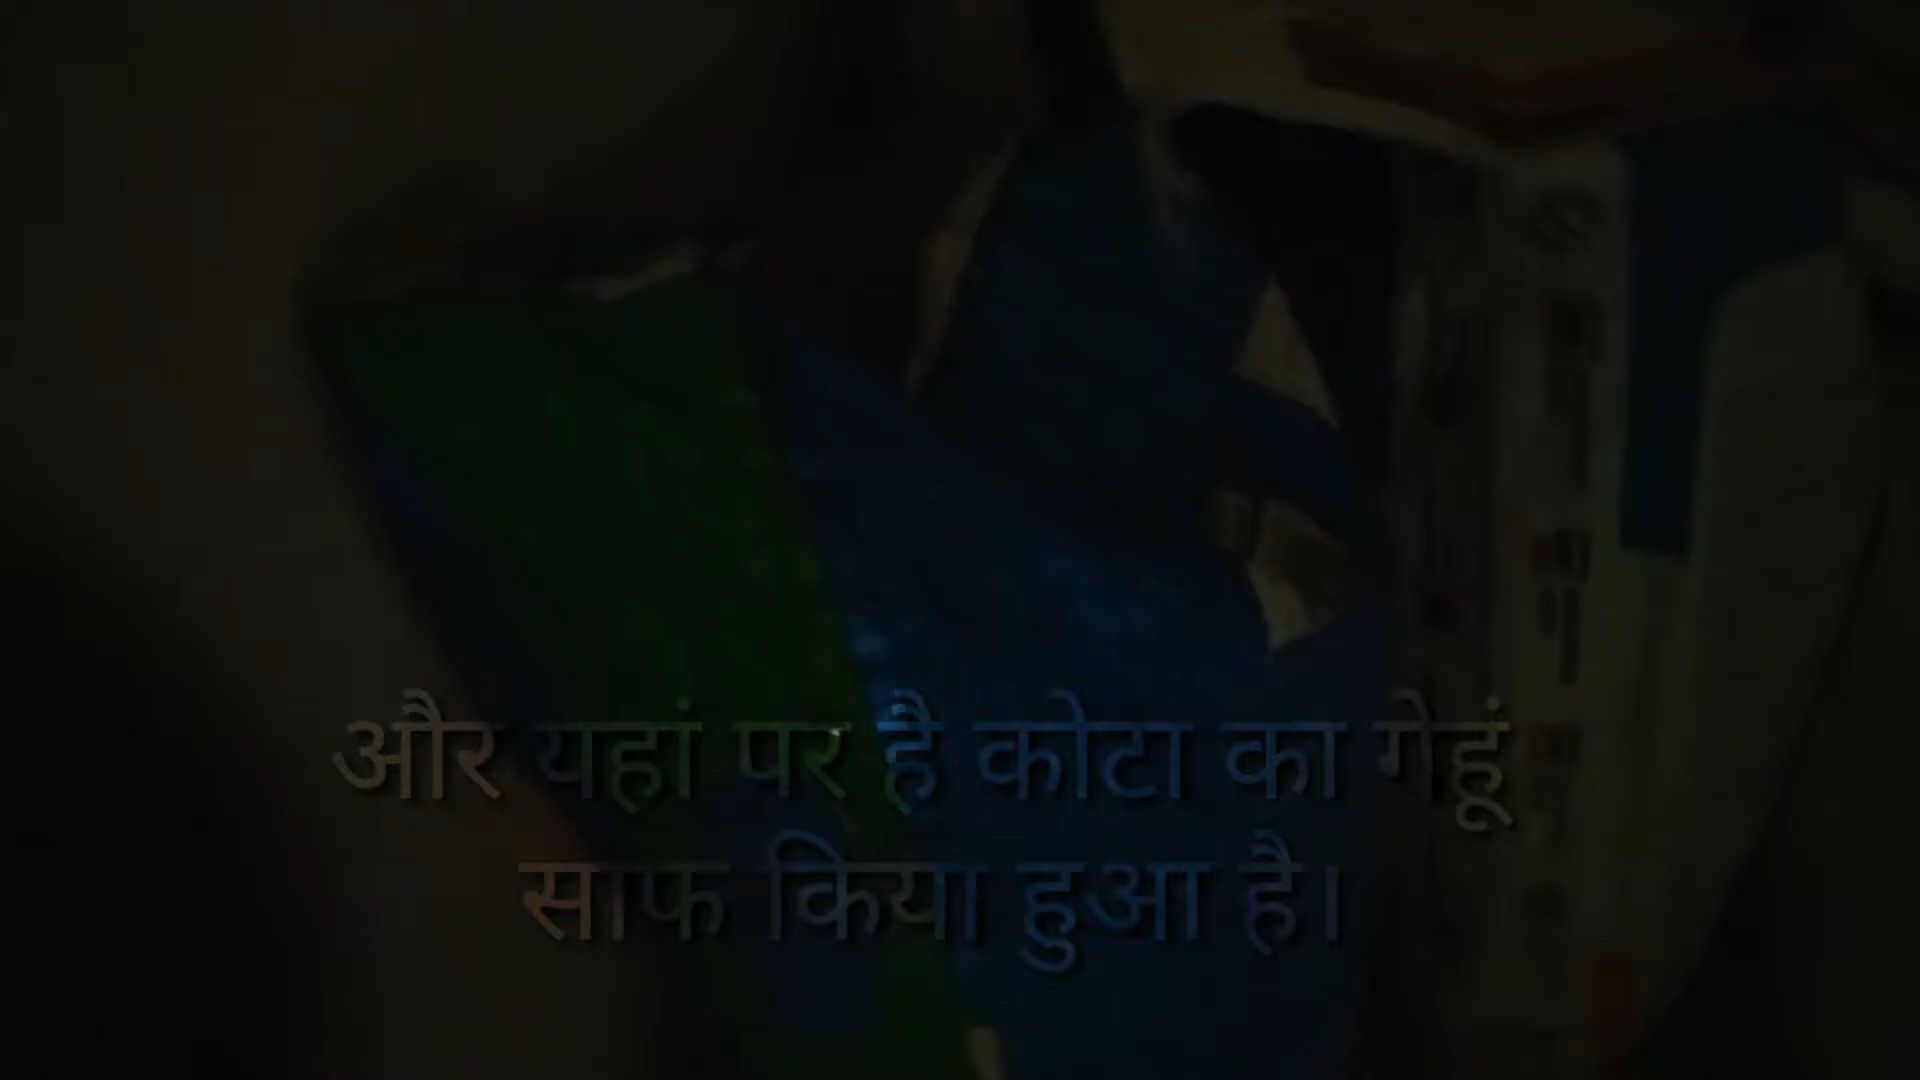 और यहां पर है कोटा का गेहूं
साफ किया हुआ है।